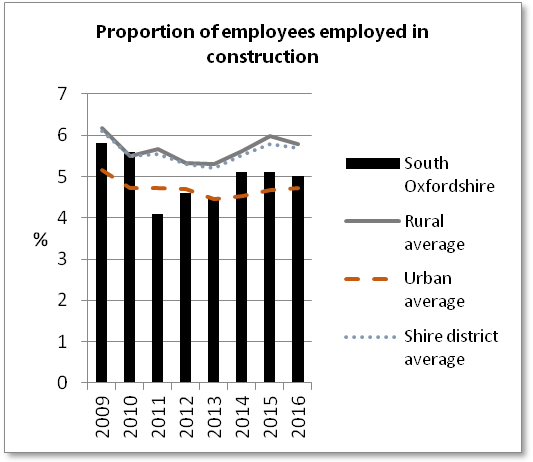 Proportion of employees employed in
construction
7
6
5
4
3
2
1
0
%
2009
2010
2011
2012
2013
2014
2015
2016
South
Oxfordshire
Rural
average
Urban
average
Shire district
average